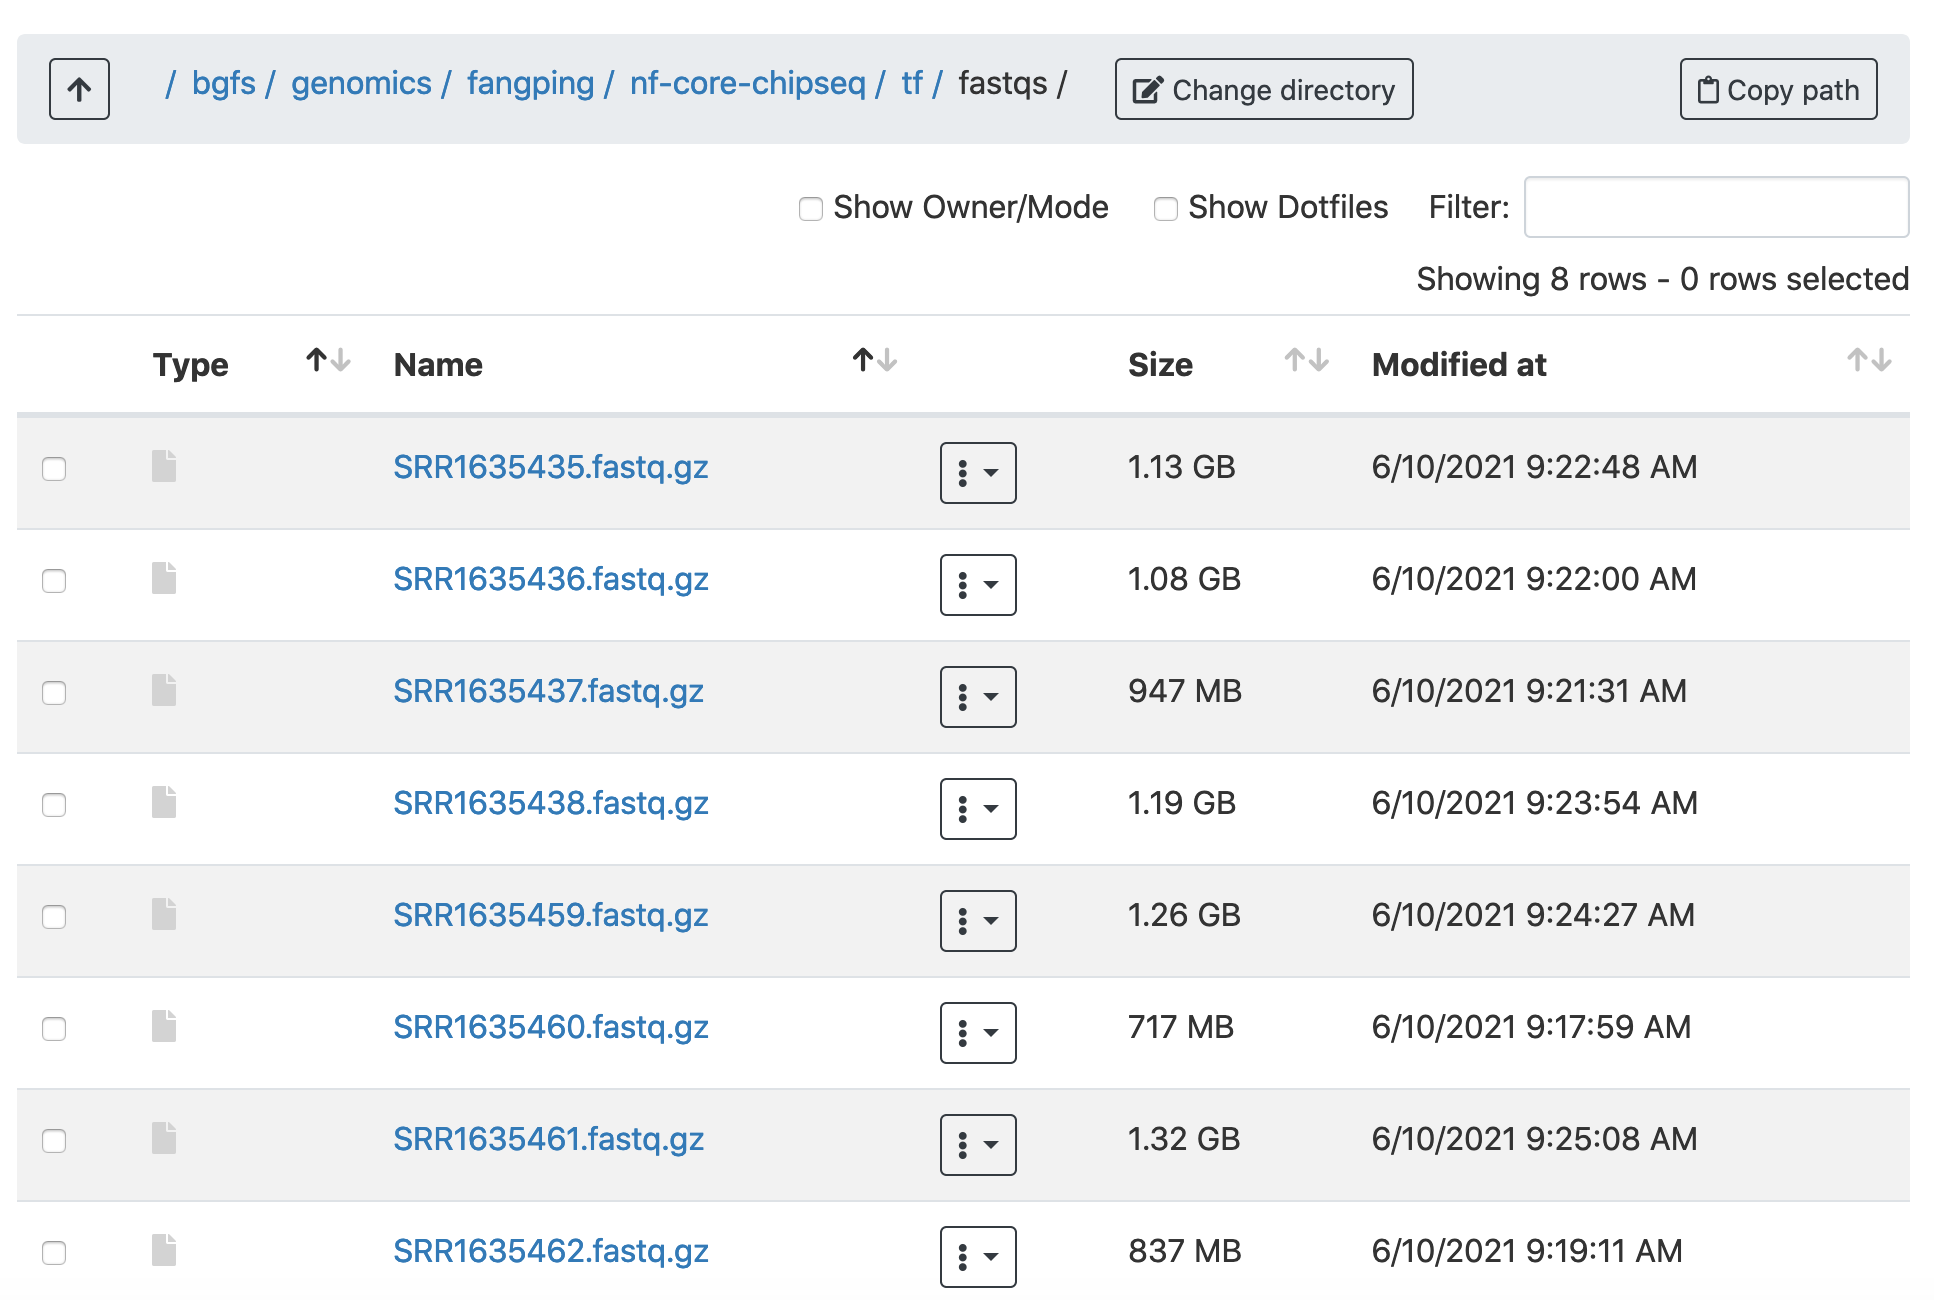 / bgfs / genomics / fangping / nf-core-chipseq / tf / fastqs / Change directory Copy path
Show Owner/Mode Show Dotfiles Filter:
Showing 8 rows - 0 rows selected
Type Name Size Modified at
SRR1635435.fastq.gz 1.13 GB 6/10/2021 9:22:48 AM
SRR1635436.fastq.gz 1.08 GB 6/10/2021 9:22:00 AM
SRR1635437.fastq.gz 947 MB 6/10/2021 9:21:31 AM
SRR1635438.fastq.gz 1.19 GB 6/10/2021 9:23:54 AM
SRR1635459.fastq.gz 1.26 GB 6/10/2021 9:24:27 AM
SRR1635460.fastq.gz 717 MB 6/10/2021 9:17:59 AM
SRR1635461.fastq.gz 1.32 GB 6/10/2021 9:25:08 AM
SRR1635462.fastq.gz 837 MB 6/10/2021 9:19:11 AM